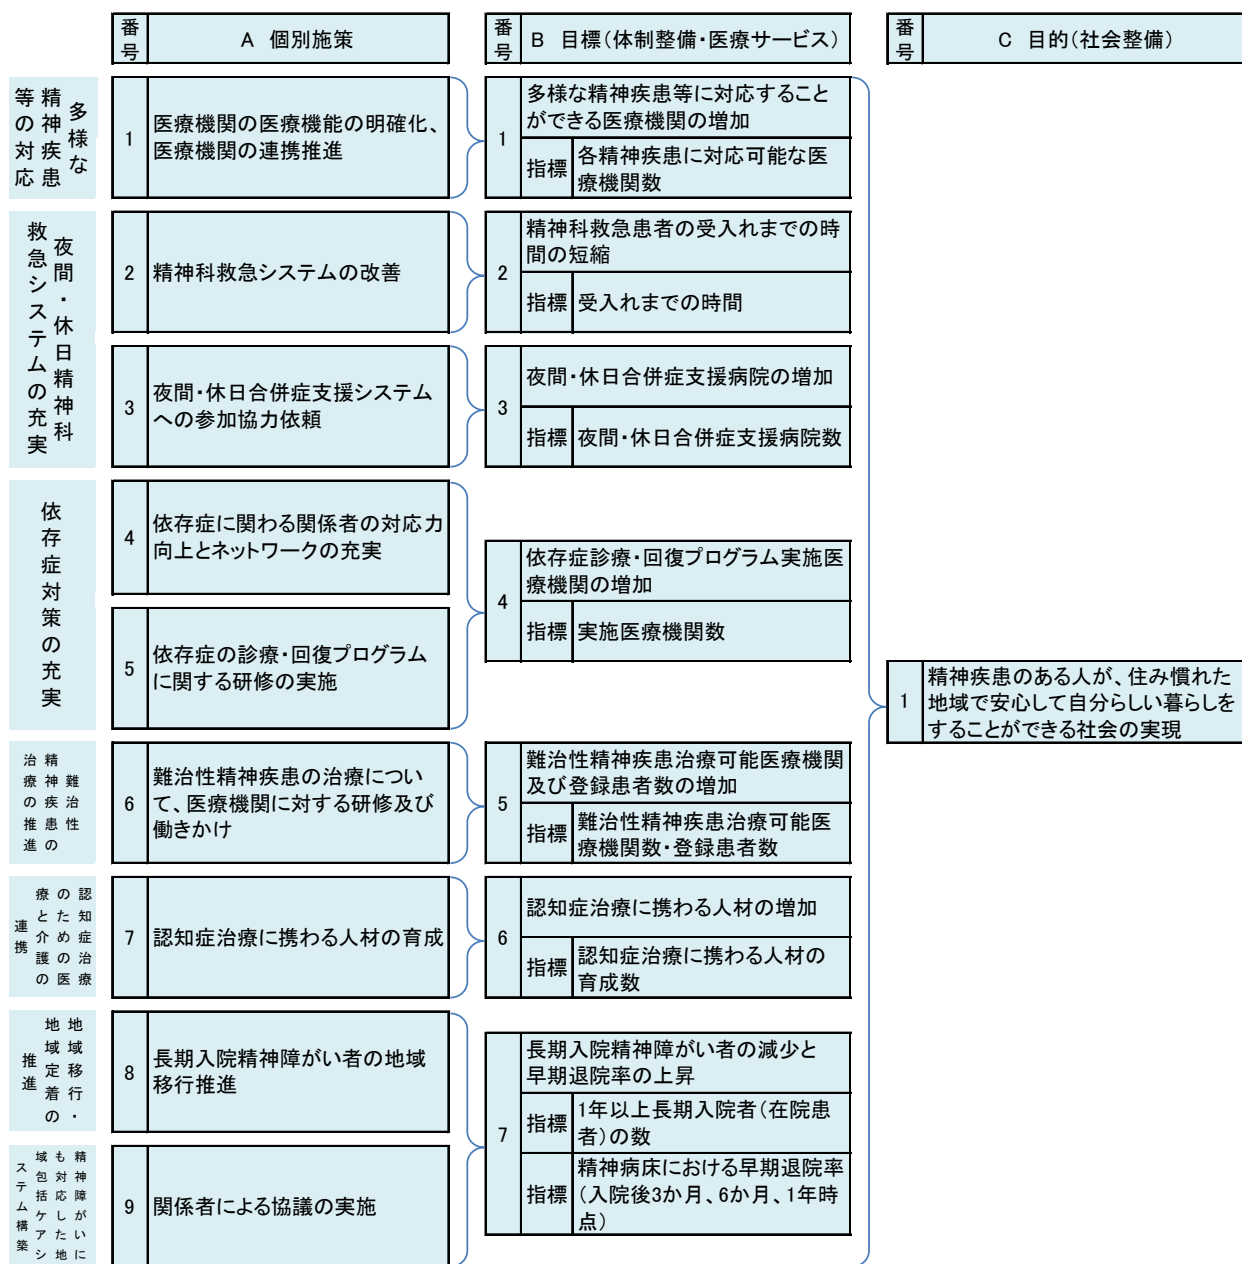 番
号
A 個別施策
番
号
B 目標(体制整備・医療サービス)
番
号
C 目的(社会整備)
多様な
精神疾患
等の対応
1
医療機関の医療機能の明確化、
医療機関の連携推進
1
多様な精神疾患等に対応すること
ができる医療機関の増加
指標
各精神疾患に対応可能な医
療機関数
夜間・休日精神科
救急システムの充実
2
精神科救急システムの改善
2
精神科救急患者の受入れまでの時
間の短縮
指標
受入れまでの時間
3
夜間・休日合併症支援システム
への参加協力依頼
3
夜間・休日合併症支援病院の増加
指標
夜間・休日合併症支援病院数
依存症対策の充実
4
依存症に関わる関係者の対応力
向上とネットワークの充実
5
依存症の診療・回復プログラム
に関する研修の実施
4
依存症診療・回復プログラム実施医
療機関の増加
指標
実施医療機関数
1
精神疾患のある人が、住み慣れた
地域で安心して自分らしい暮らしを
することができる社会の実現
難治性
精神疾患の
治療の推進
6
難治性精神疾患の治療につい
て、医療機関に対する研修及び
働きかけ
5
難治性精神疾患治療可能医療機関
及び登録患者数の増加
指標
難治性精神疾患治療可能医
療機関数・登録患者数
認知症治療
のための医
療と介護の
連携
7
認知症治療に携わる人材の育成
6
認知症治療に携わる人材の増加
指標
認知症治療に携わる人材の
育成数
地域移行・
地域定着の
推進
8
長期入院精神障がい者の地域
移行推進
7
長期入院精神障がい者の減少と
早期退院率の上昇
指標
1年以上長期入院者(在院患
者)の数
指標
精神病床における早期退院率
(入院後3か月、6か月、1年時
点)
精神障がいに
も対応した地
域包括ケアシ
ステム構築
9
関係者による協議の実施